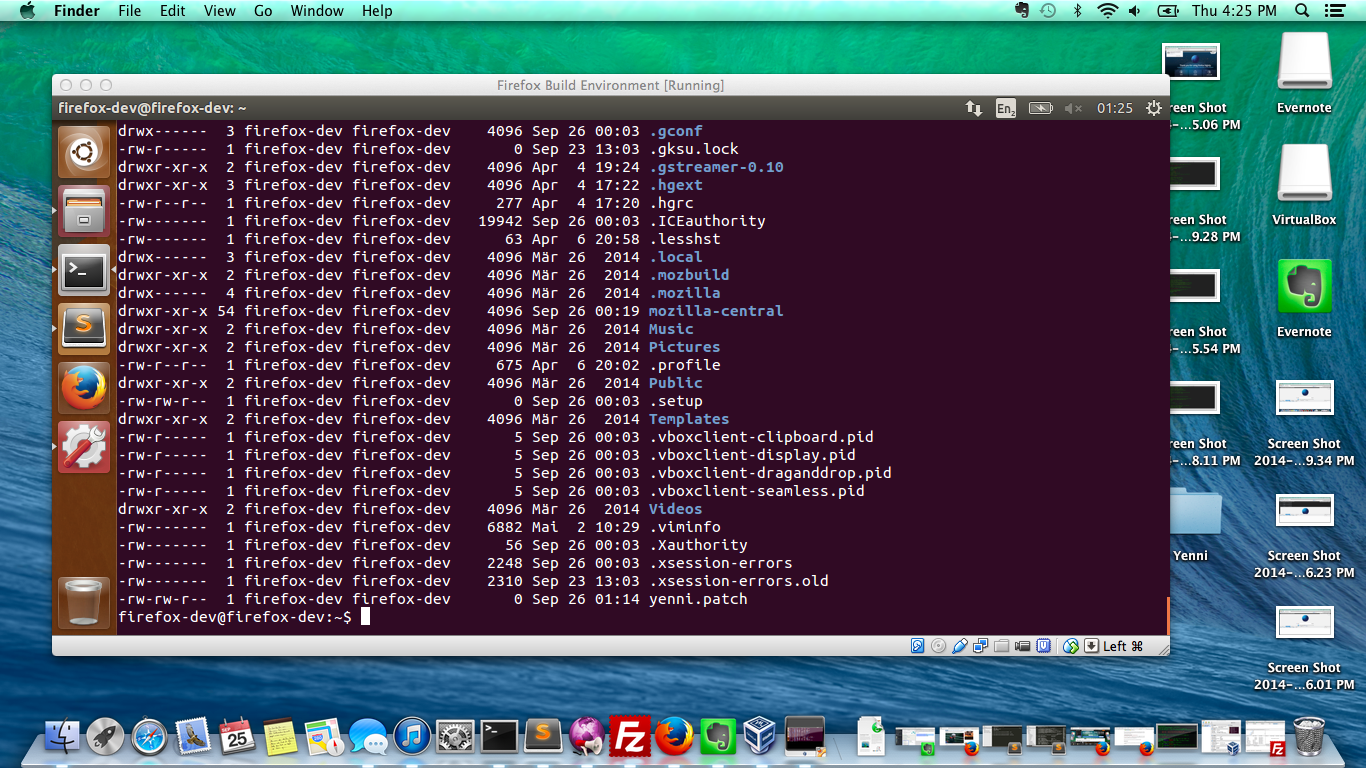 Finder File Edit View Go Window Help Thu 4:25 PM
Firefox Build Environment [Running]
firefox-dev@firefox-dev: ~ En2 01:25
drwx------ 3 firefox-dev firefox-dev 4096 Sep 26 00:03 .gconf
-rw-r----- 1 firefox-dev firefox-dev 0 Sep 23 13:03 .gksu.lock
drwxr-xr-x 2 firefox-dev firefox-dev 4096 Apr 4 19:24 .gstreamer-0.10
drwxr-xr-x 3 firefox-dev firefox-dev 4096 Apr 4 17:22 .hgext
-rw-r--r-- 1 firefox-dev firefox-dev 277 Apr 4 17:20 .hgrc
-rw------- 1 firefox-dev firefox-dev 19942 Sep 26 00:03 .ICEauthority
-rw------- 1 firefox-dev firefox-dev 63 Apr 6 20:58 .lesshst
drwx------ 3 firefox-dev firefox-dev 4096 Mär 26 2014 .local
drwxr-xr-x 2 firefox-dev firefox-dev 4096 Mär 26 2014 .mozbuild
drwx------ 4 firefox-dev firefox-dev 4096 Mär 26 2014 .mozilla
drwxr-xr-x 54 firefox-dev firefox-dev 4096 Sep 26 00:19 mozilla-central
drwxr-xr-x 2 firefox-dev firefox-dev 4096 Mär 26 2014 Music
drwxr-xr-x 2 firefox-dev firefox-dev 4096 Mär 26 2014 Pictures
-rw-r--r-- 1 firefox-dev firefox-dev 675 Apr 6 20:02 .profile
drwxr-xr-x 2 firefox-dev firefox-dev 4096 Mär 26 2014 Public
-rw-rw-r-- 1 firefox-dev firefox-dev 0 Sep 26 00:03 .setup
drwxr-xr-x 2 firefox-dev firefox-dev 4096 Mär 26 2014 Templates
-rw-r----- 1 firefox-dev firefox-dev 5 Sep 26 00:03 .vboxclient-clipboard.pid
-rw-r----- 1 firefox-dev firefox-dev 5 Sep 26 00:03 .vboxclient-display.pid
-rw-r----- 1 firefox-dev firefox-dev 5 Sep 26 00:03 .vboxclient-draganddrop.pid
-rw-r----- 1 firefox-dev firefox-dev 5 Sep 26 00:03 .vboxclient-seamless.pid
drwxr-xr-x 2 firefox-dev firefox-dev 4096 Mär 26 2014 Videos
-rw------- 1 firefox-dev firefox-dev 6882 Mai 2 10:29 .viminfo
-rw------- 1 firefox-dev firefox-dev 56 Sep 26 00:03 .Xauthority
-rw------- 1 firefox-dev firefox-dev 2248 Sep 26 00:03 .xsession-errors
-rw------- 1 firefox-dev firefox-dev 2310 Sep 23 13:03 .xsession-errors.old
-rw-rw-r-- 1 firefox-dev firefox-dev 0 Sep 26 01:14 yenni.patch
firefox-dev@firefox-dev:~$
Left ⌘
reen Shot
4-...5.06 PM
reen Shot
4-...9.28 PM
reen Shot
4-...5.54 PM
reen Shot
4-...8.11 PM
Yenni
Evernote
VirtualBox
Evernote
Screen Shot
2014-...9.34 PM
Screen Shot
2014-...6.23 PM
Screen Shot
2014-...6.01 PM
SEP
25